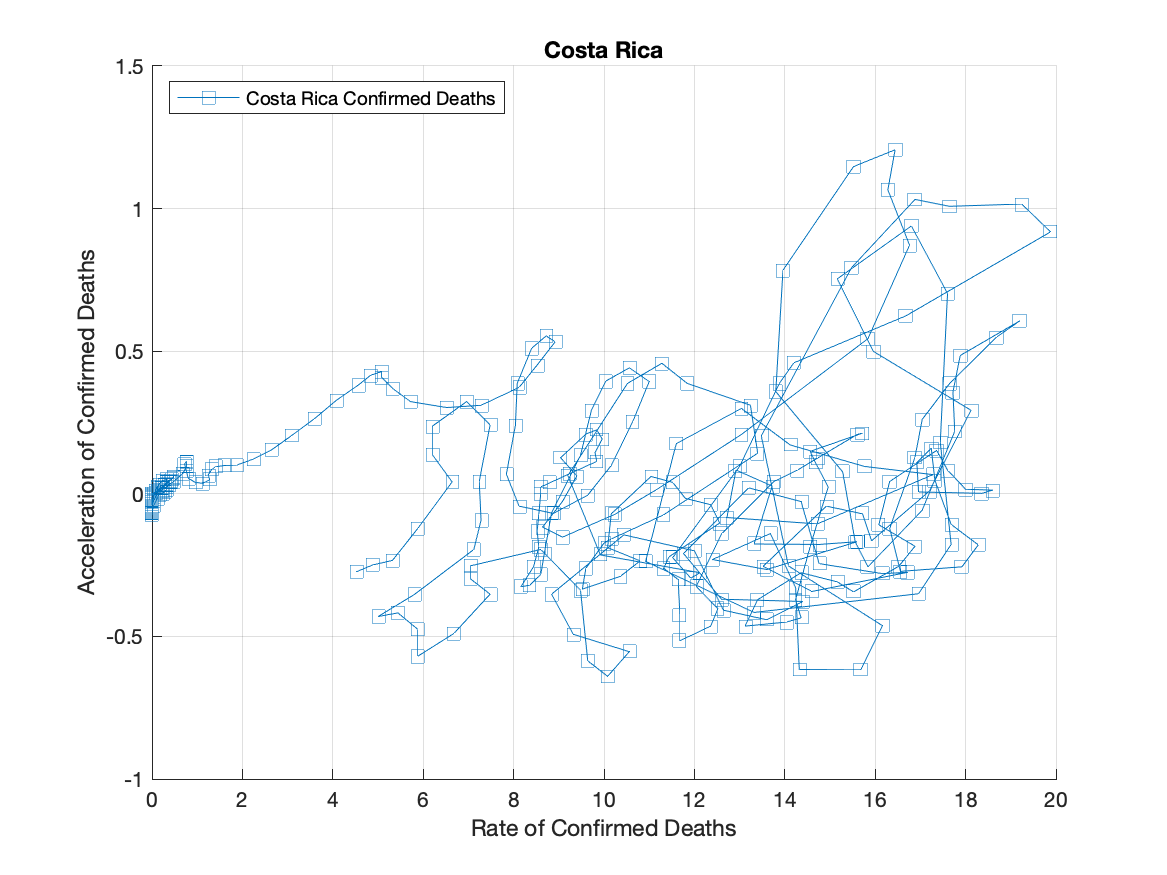 Costa Rica
1.5
Costa Rica Confirmed Deaths
1
0.5
0
-0.5
-1
Acceleration of Confirmed Deaths
0 2 4 6 8 10 12 14 16 18 20
Rate of Confirmed Deaths